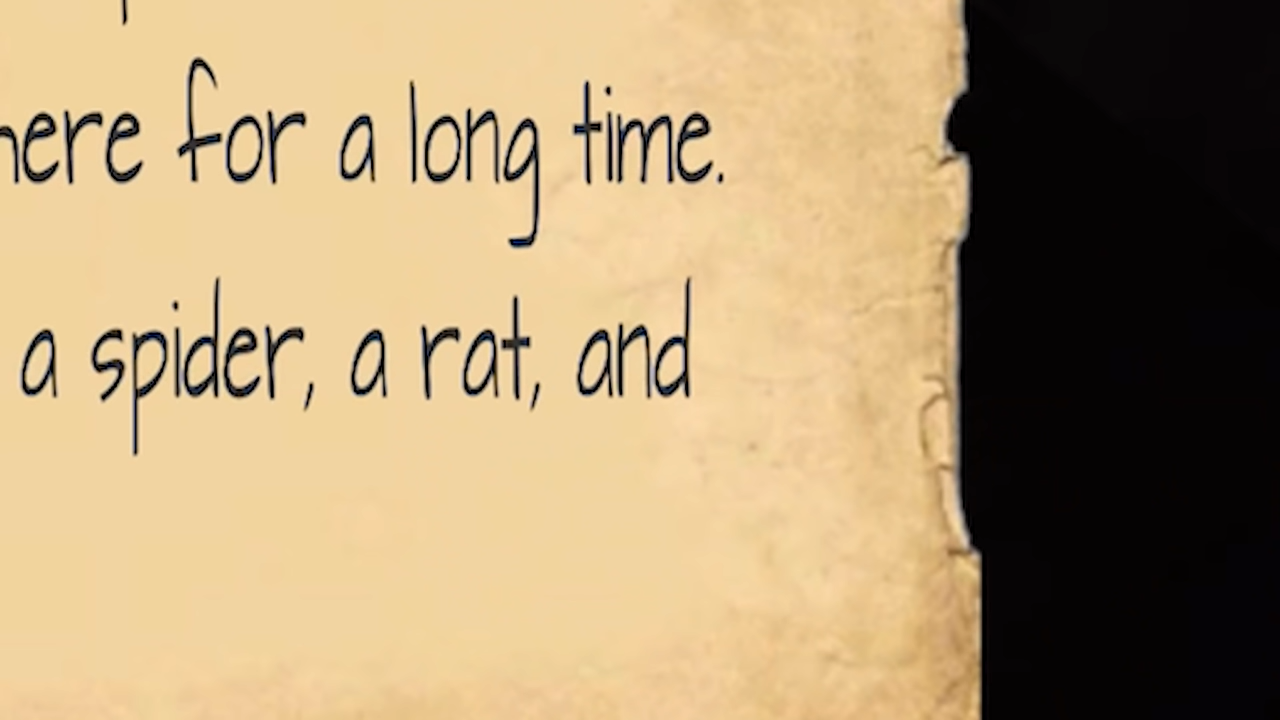 here for a long time.
a spider, a rat, and